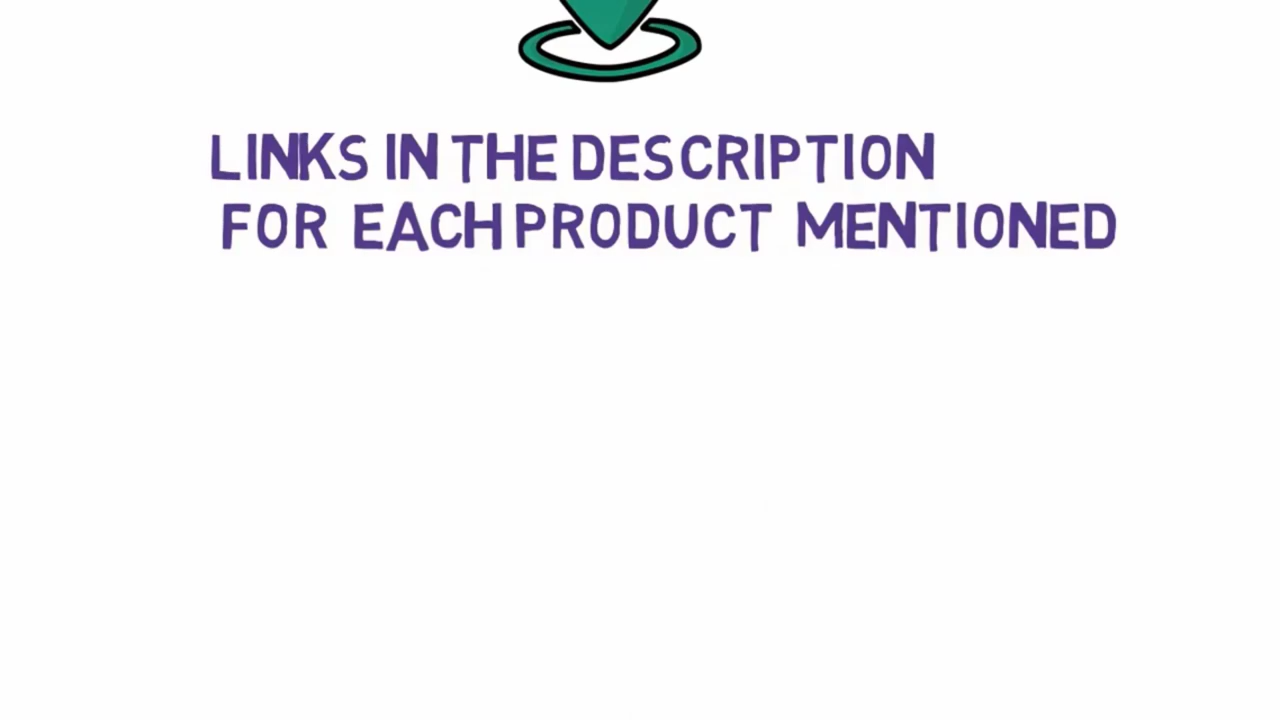 LINKS IN THE DESCRIPTION
FOR EACH PRODUCT MENTIONED